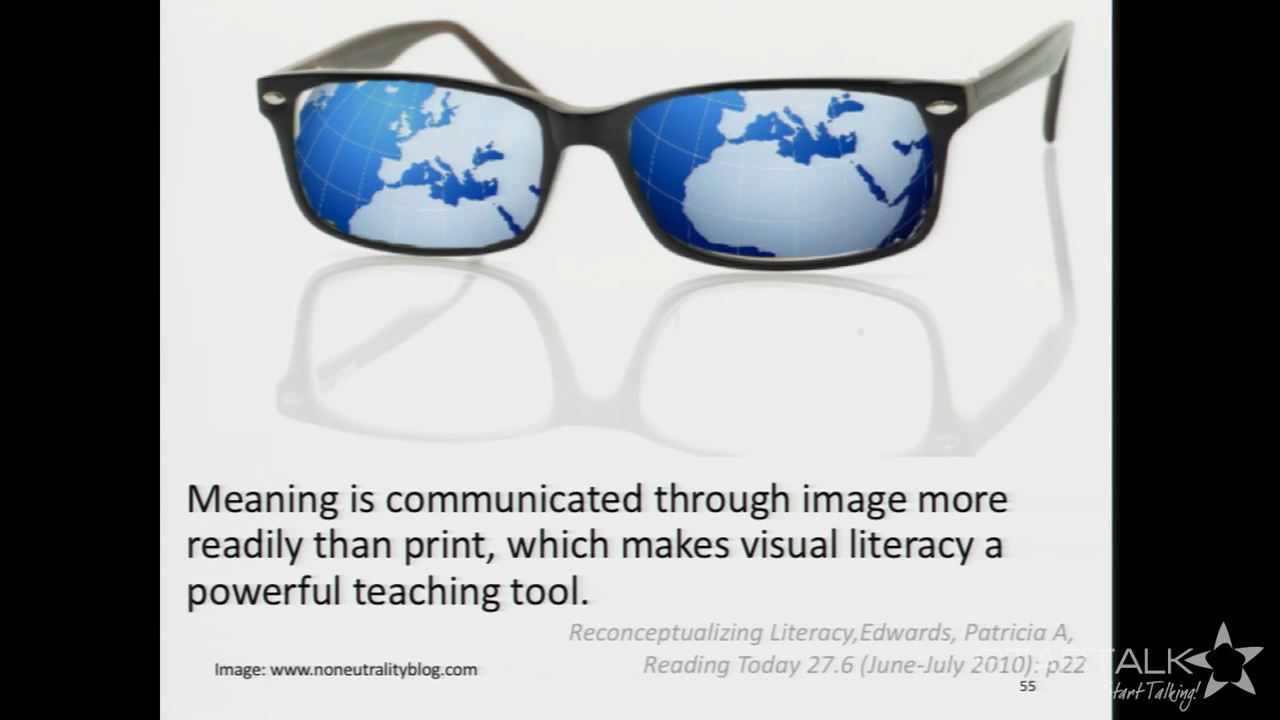 Meaning is communicated through image more
readily than print, which makes visual literacy a
powerful teaching tool.
Reconceptualizing Literacy,Edwards, Patricia A,
Reading Today 27.6 (June-July 2010): p22
Image: www.noneutralityblog.com
55
STARTALK
Start Talking!